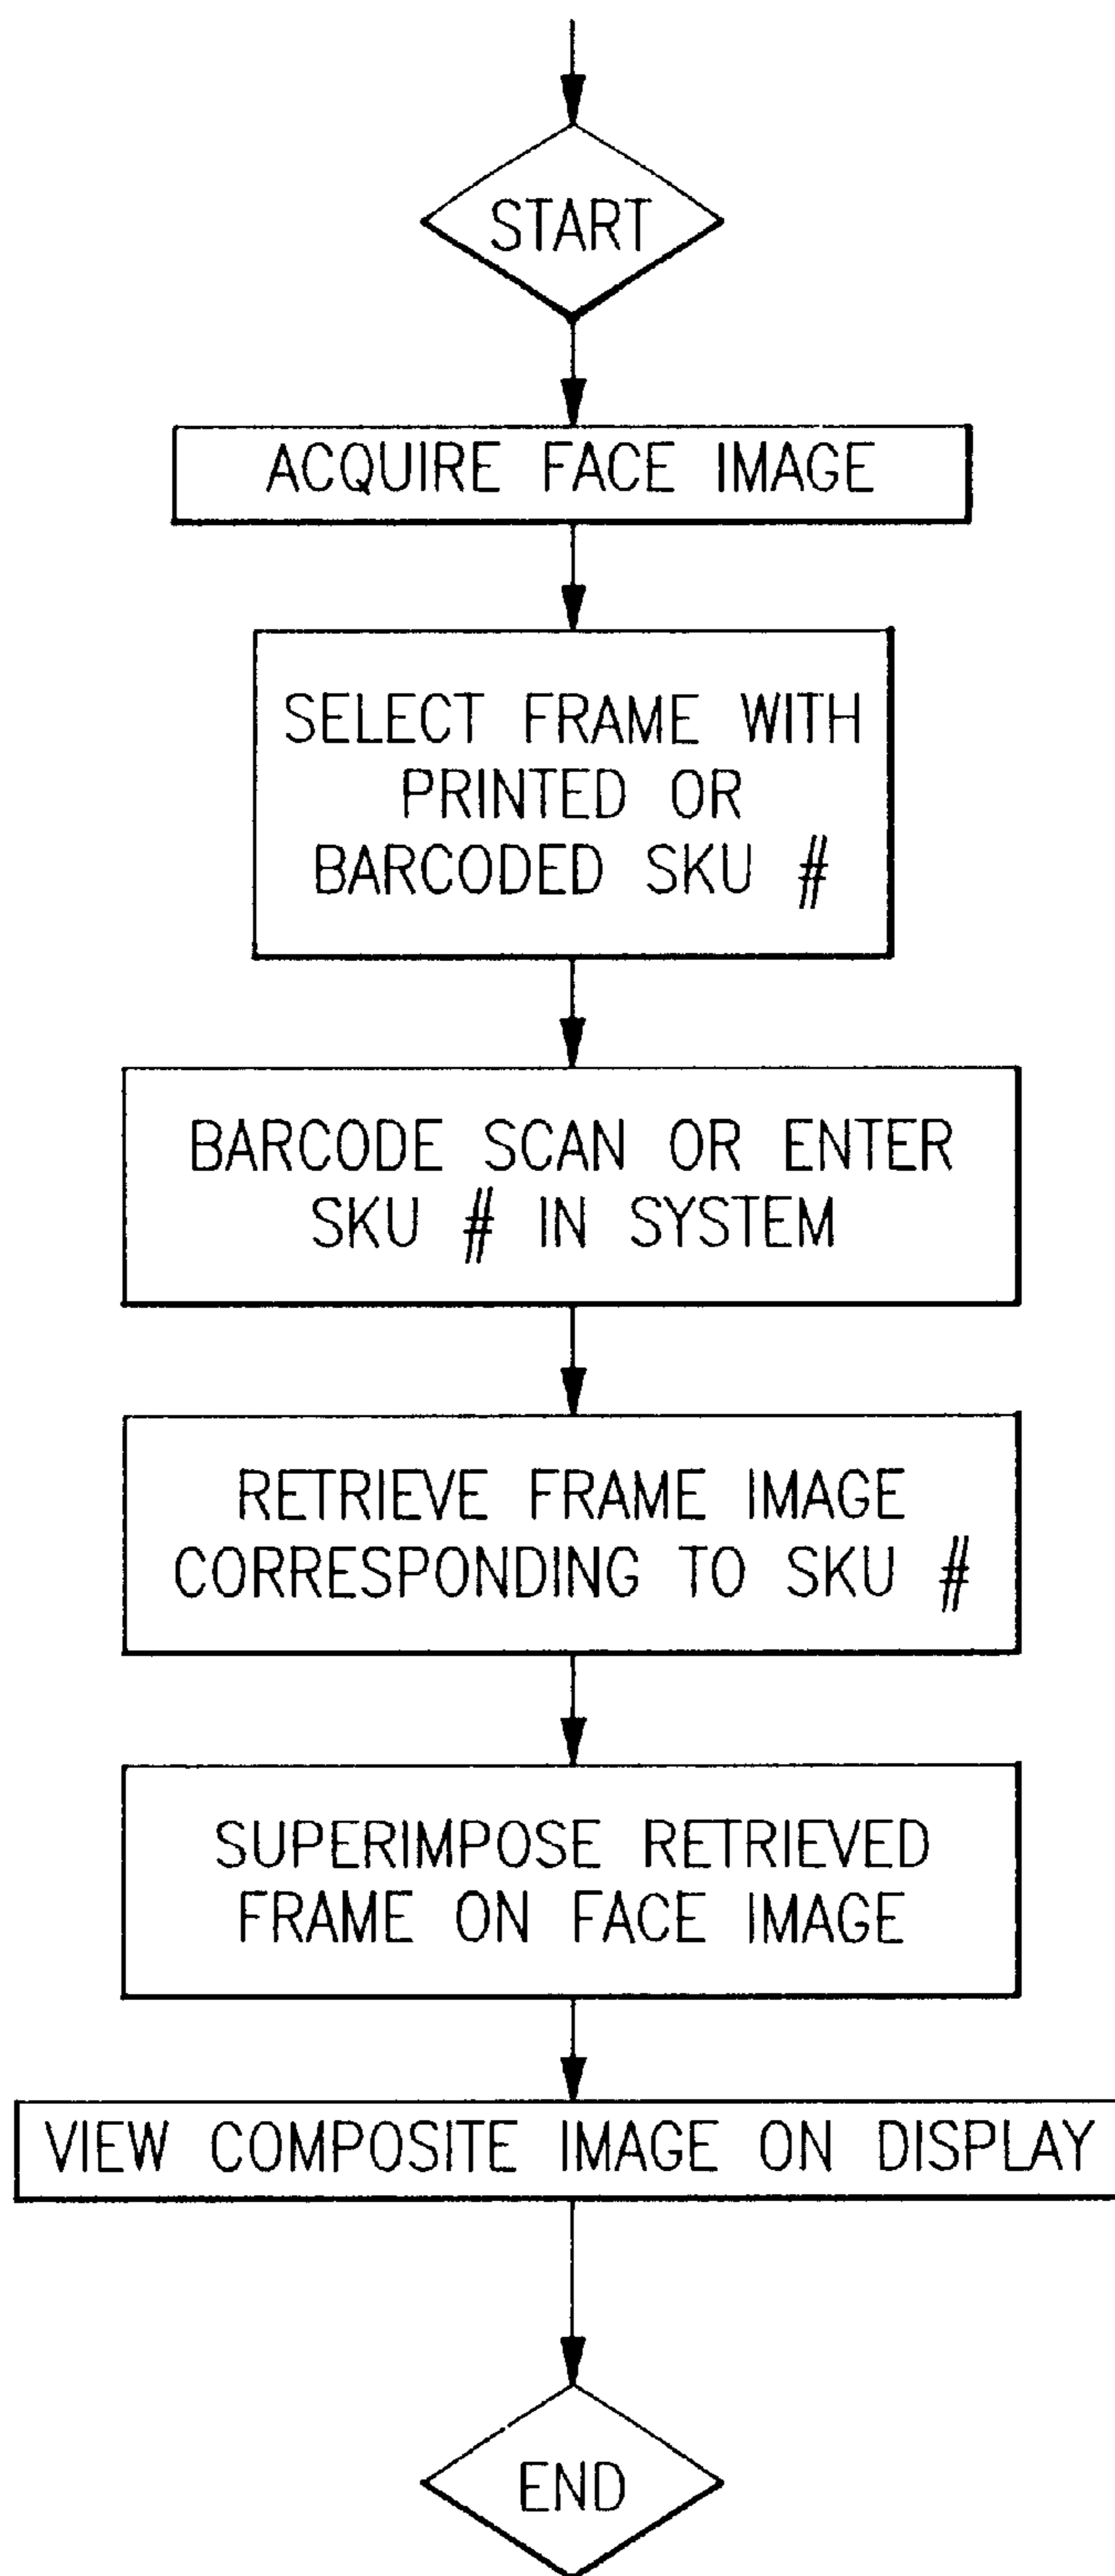 START
ACQUIRE FACE IMAGE
SELECT FRAME WITH
PRINTED OR
BARCODED SKU #
BARCODE SCAN OR ENTER
SKU # IN SYSTEM
RETRIEVE FRAME IMAGE
CORRESPONDING TO SKU #
SUPERIMPOSE RETRIEVED
FRAME ON FACE IMAGE
VIEW COMPOSITE IMAGE ON DISPLAY
END